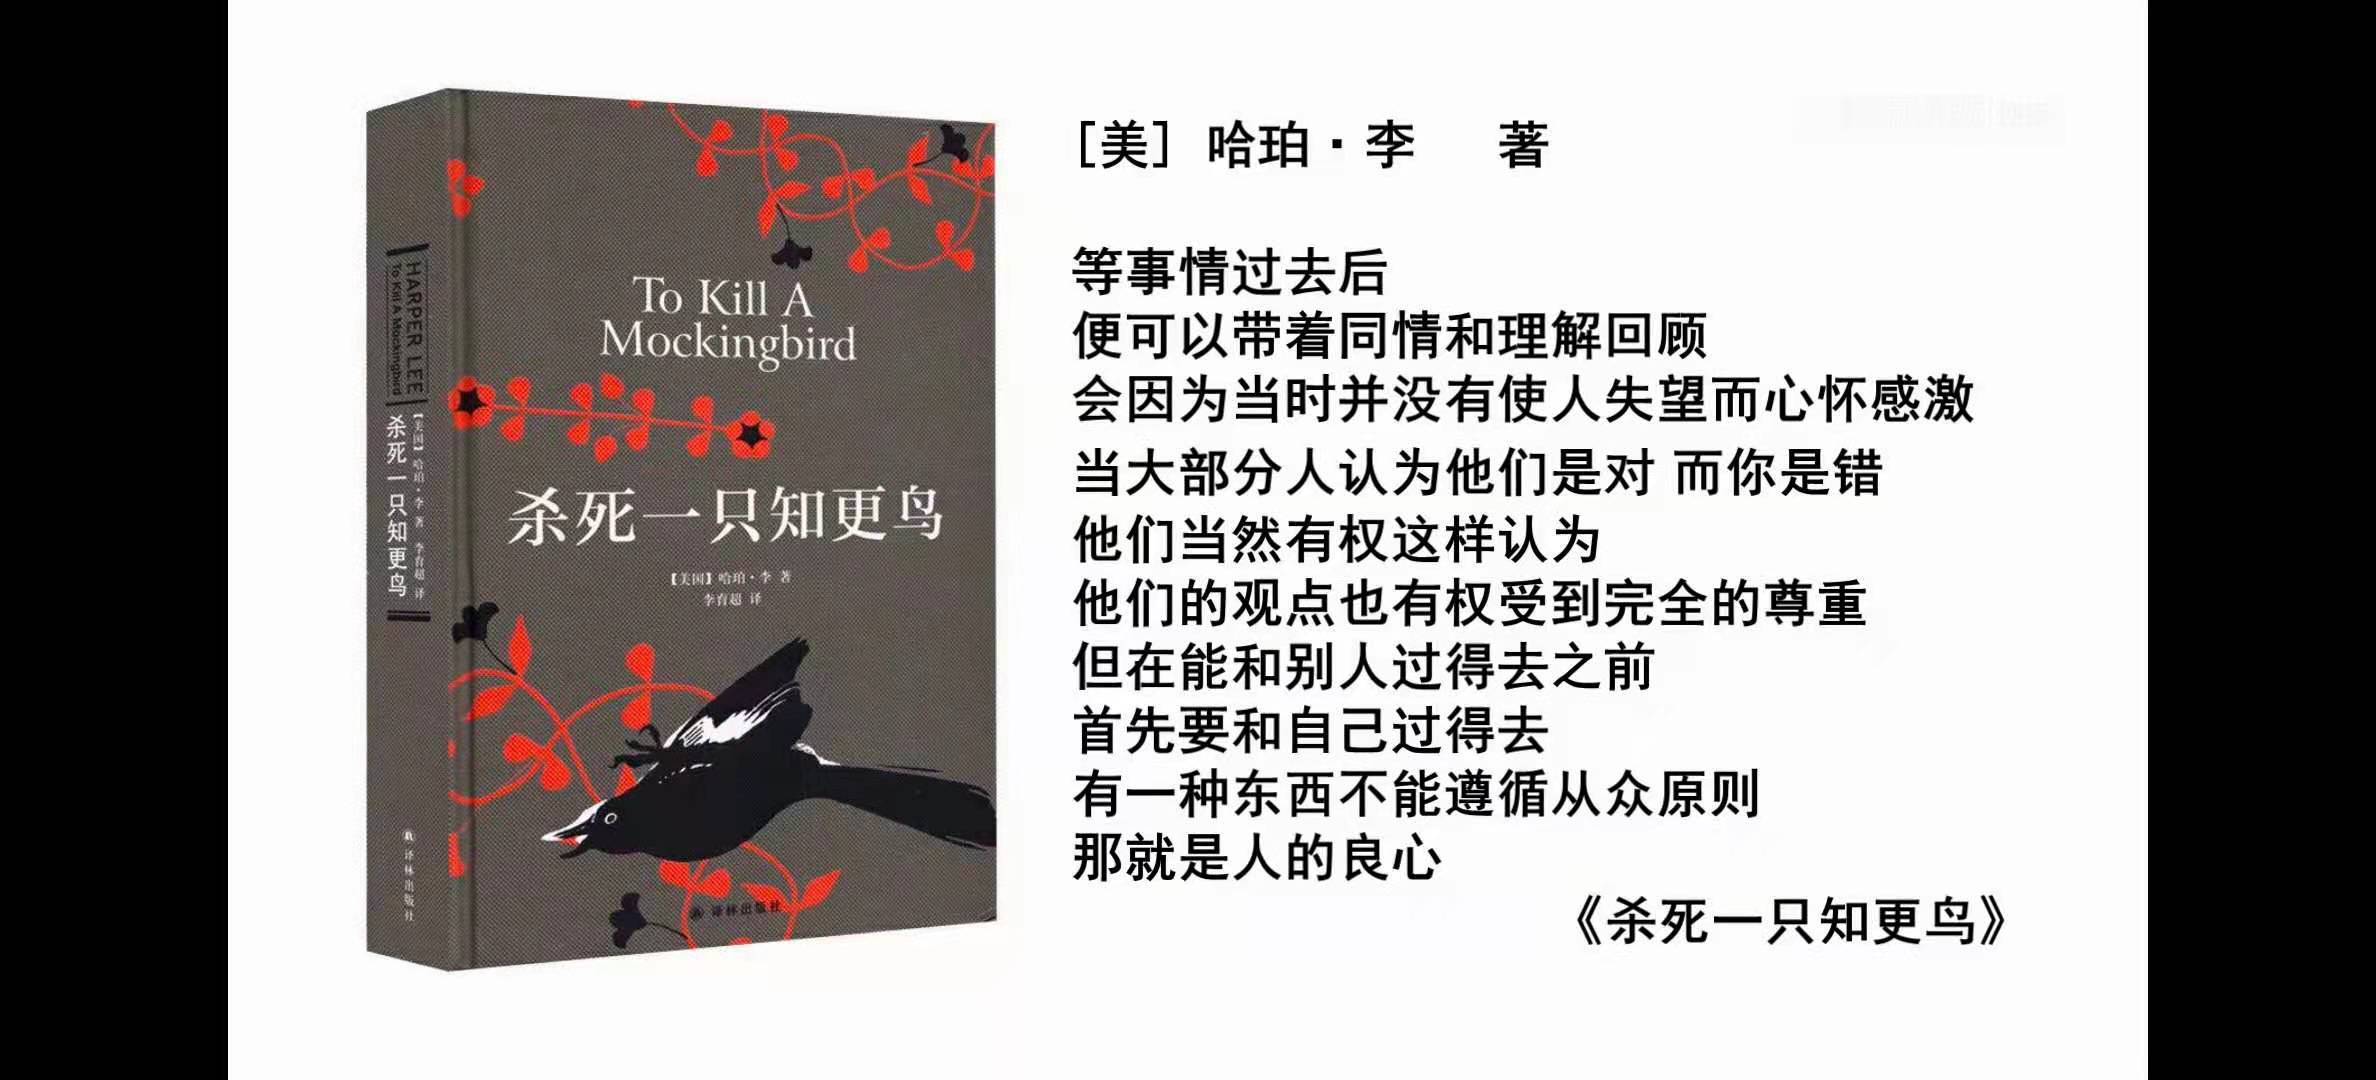 HARPER LEE
To Kill A Mockingbird
【美国】哈珀·李 著 李育超 译
杀死一只知更鸟
译林出版社
To Kill A
Mockingbird
杀死一只知更鸟
【美国】哈珀·李 著
李育超 译
译林出版社
[美] 哈珀·李 著
等事情过去后
便可以带着同情和理解回顾
会因为当时并没有使人失望而心怀感激
当大部分人认为他们是对 而你是错
他们当然有权这样认为
他们的观点也有权受到完全的尊重
但在能和别人过得去之前
首先要和自己过得去
有一种东西不能遵循从众原则
那就是人的良心
《杀死一只知更鸟》